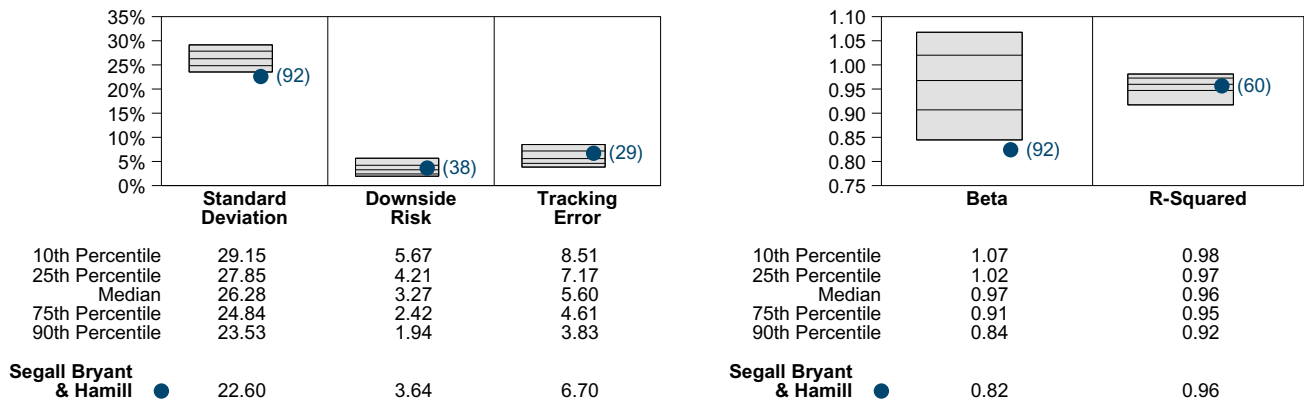 35%
30%
25%
20%
15%
10%
5%
0%
(92)
(38)
(29)
Standard Deviation
Downside Risk
Tracking Error
10th Percentile 29.15 5.67 8.51
25th Percentile 27.85 4.21 7.17
Median 26.28 3.27 5.60
75th Percentile 24.84 2.42 4.61
90th Percentile 23.53 1.94 3.83
Segall Bryant
& Hamill 22.60 3.64 6.70
1.10
1.05
1.00
0.95
0.90
0.85
0.80
0.75
(92)
(60)
Beta R-Squared
10th Percentile 1.07 0.98
25th Percentile 1.02 0.97
Median 0.97 0.96
75th Percentile 0.91 0.95
90th Percentile 0.84 0.92
Segall Bryant
& Hamill 0.82 0.96